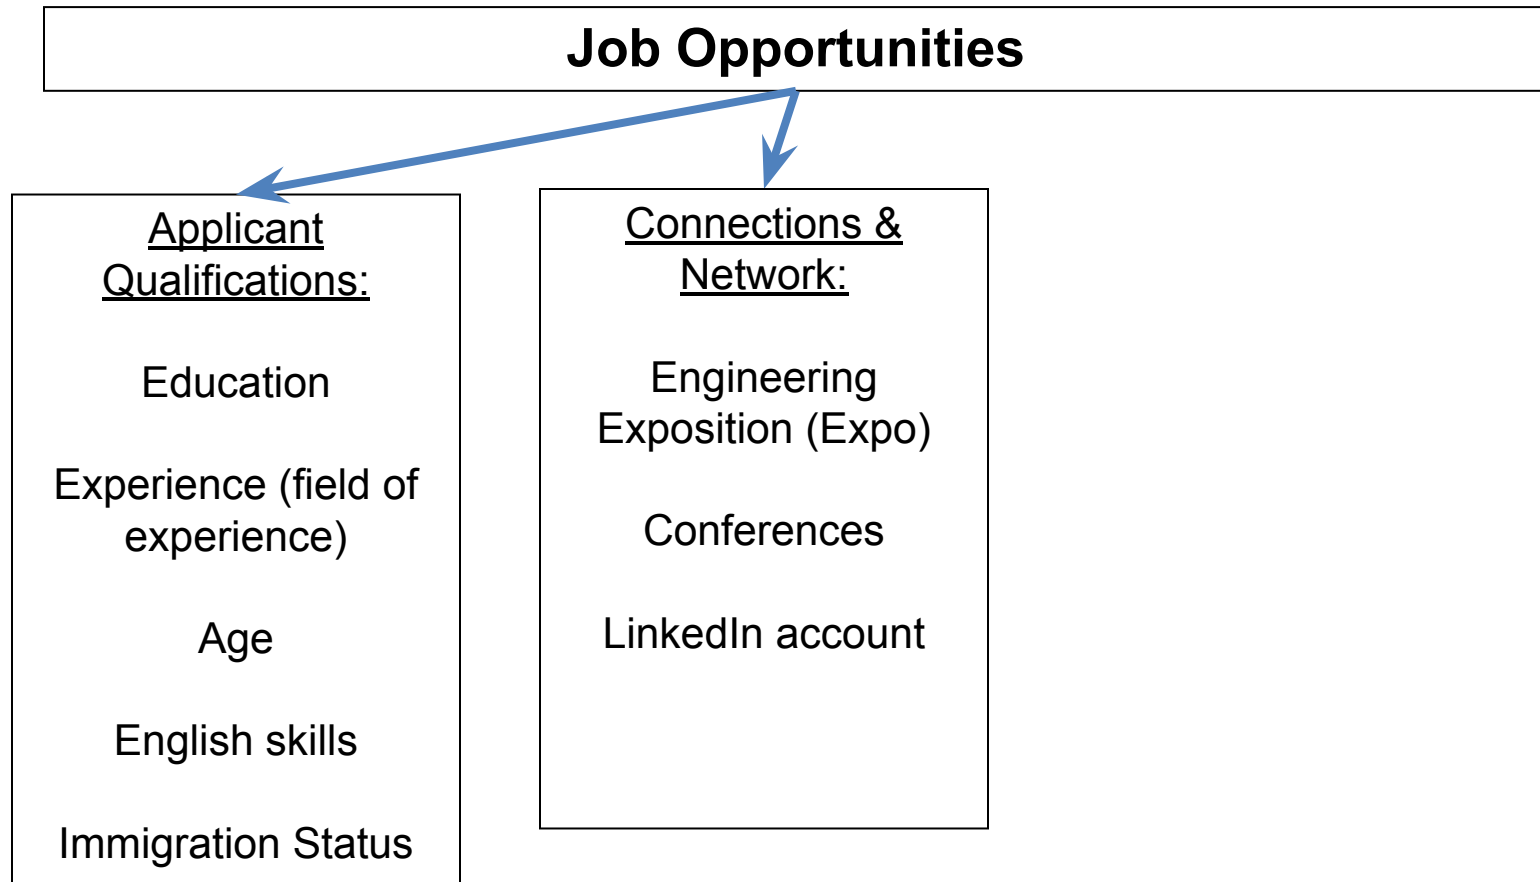 Job Opportunities
Applicant
Qualifications:
Education
Experience (field of
experience)
Age
English skills
Immigration Status
Connections &
Network:
Engineering
Exposition (Expo)
Conferences
LinkedIn account